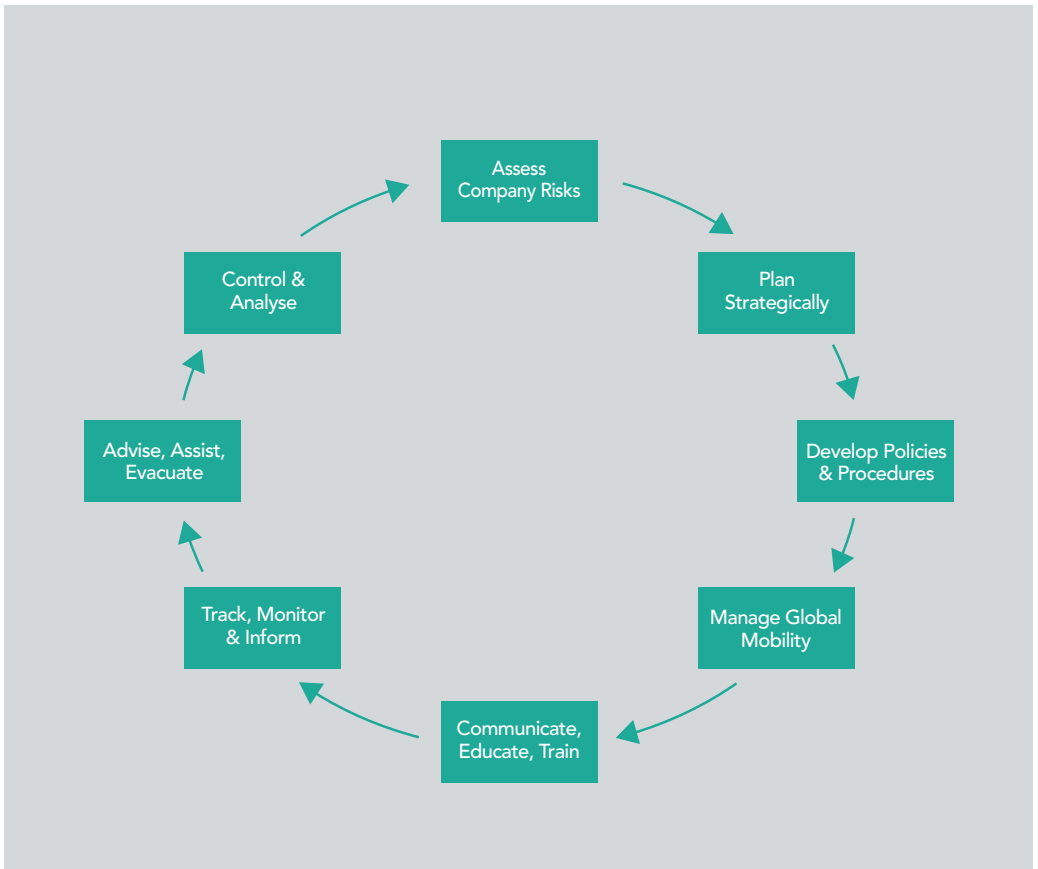 Assess
Company Risks
Plan
Strategically
Develop Policies
& Procedures
Manage Global
Mobility
Communicate,
Educate, Train
Track, Monitor
& Inform
Advise, Assist,
Evacuate
Control &
Analyse